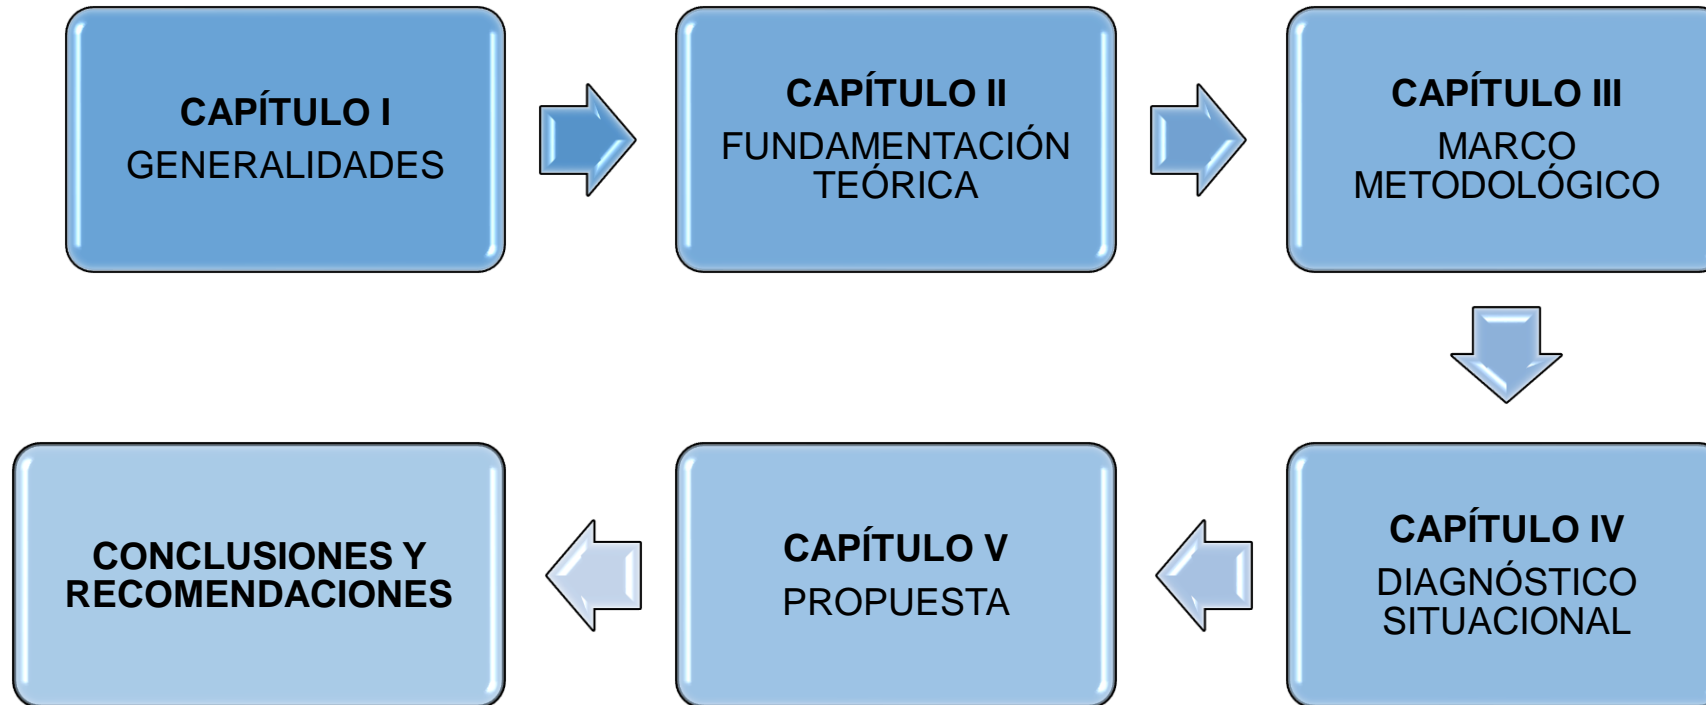 CAPÍTULO I
GENERALIDADES
CAPÍTULO II
FUNDAMENTACIÓN
TEÓRICA
CAPÍTULO III
MARCO
METODOLÓGICO
CAPÍTULO IV
DIAGNÓSTICO
SITUACIONAL
CAPÍTULO V
PROPUESTA
CONCLUSIONES Y
RECOMENDACIONES